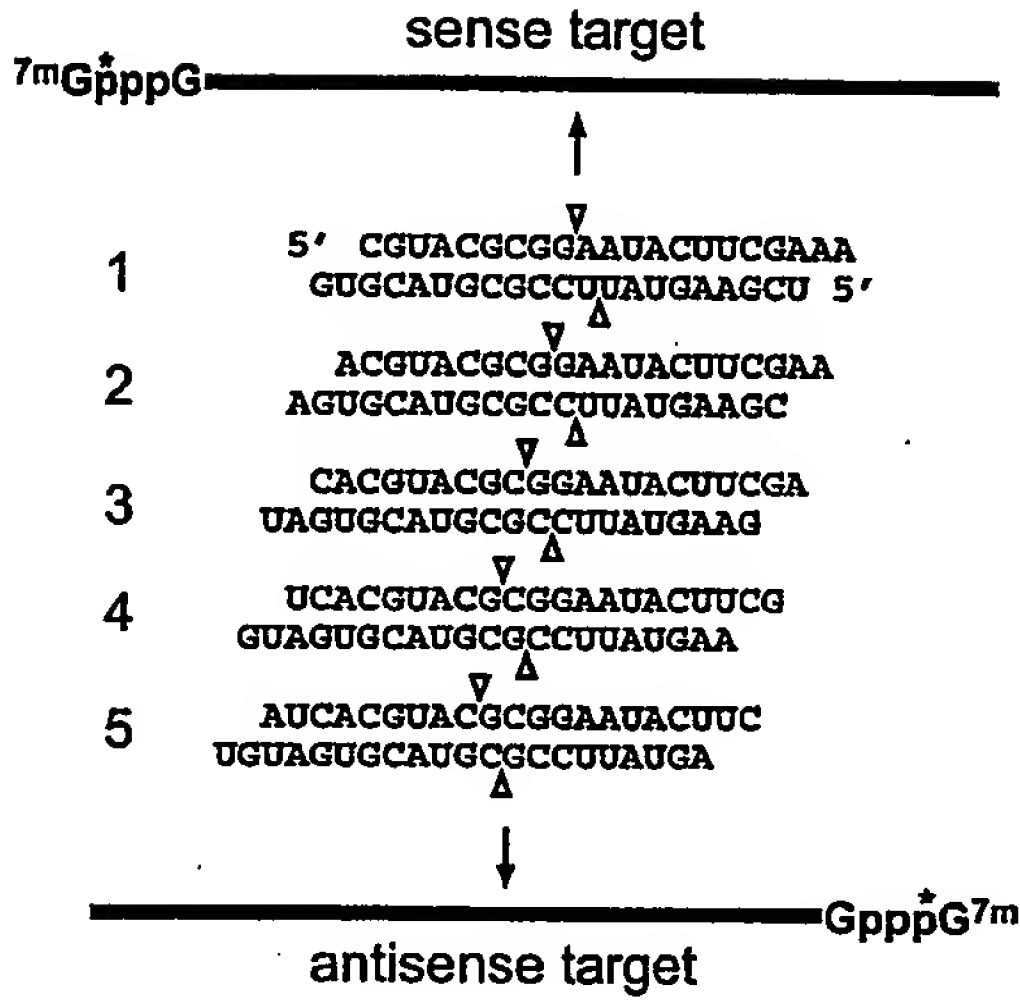 sense target
7mGpppG
*
5′ CGUACGCGGAAUACUUCGAAA
1
GUGCAUGCGCCUUAUGAAGCU 5′
ACGUACGCGGAAUACUUCGAA
2
AGUGCAUGCGCCUUAUGAAGC
CACGUACGCGGAAUACUUCGA
3
UAGUGCAUGCGCCUUAUGAAG
UCACGUACGCGGAAUACUUCG
4
GUAGUGCAUGCGCCUUAUGAA
AUCACGUACGCGGAAUACUUC
5
UGUAGUGCAUGCGCCUUAUGA
*
GpppG7m
antisense target